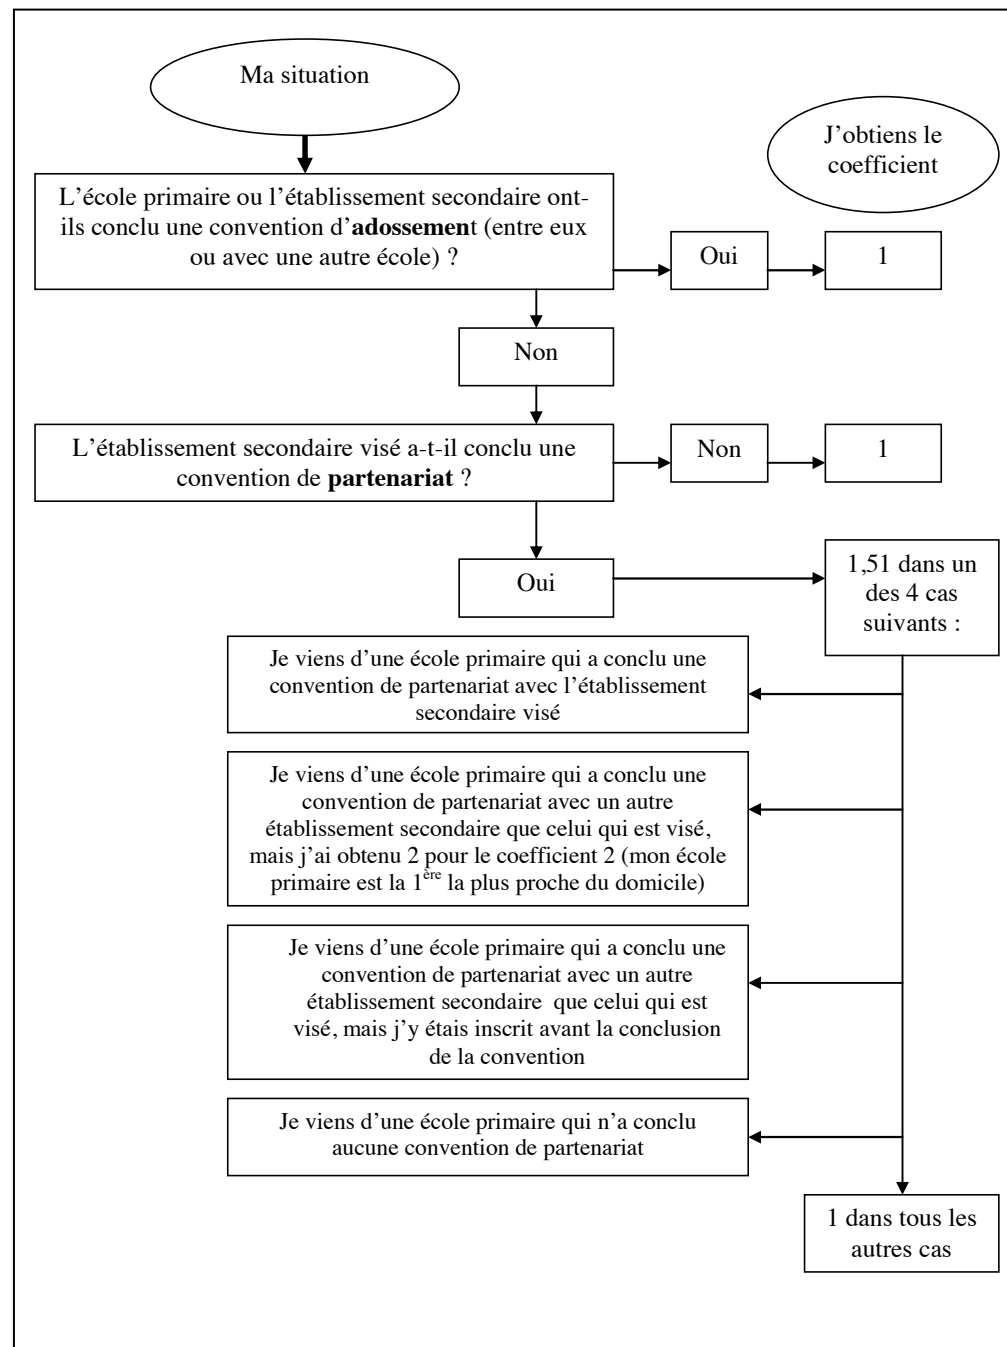 Ma situation
J'obtiens le
coefficient
L'école primaire ou l'établissement secondaire ont-
ils conclu une convention d'adossement (entre eux
ou avec une autre école) ?
Oui
1
Non
L'établissement secondaire visé a-t-il conclu une
convention de partenariat ?
Non
1
Oui
1,51 dans un
des 4 cas
suivants :
Je viens d'une école primaire qui a conclu une
convention de partenariat avec l'établissement
secondaire visé
Je viens d'une école primaire qui a conclu une
convention de partenariat avec un autre
établissement secondaire que celui qui est visé,
mais j'ai obtenu 2 pour le coefficient 2 (mon école
primaire est la 1ère la plus proche du domicile)
Je viens d'une école primaire qui a conclu une
convention de partenariat avec un autre
établissement secondaire que celui qui est
visé, mais j'y étais inscrit avant la conclusion
de la convention
Je viens d'une école primaire qui n'a conclu
aucune convention de partenariat
1 dans tous les
autres cas